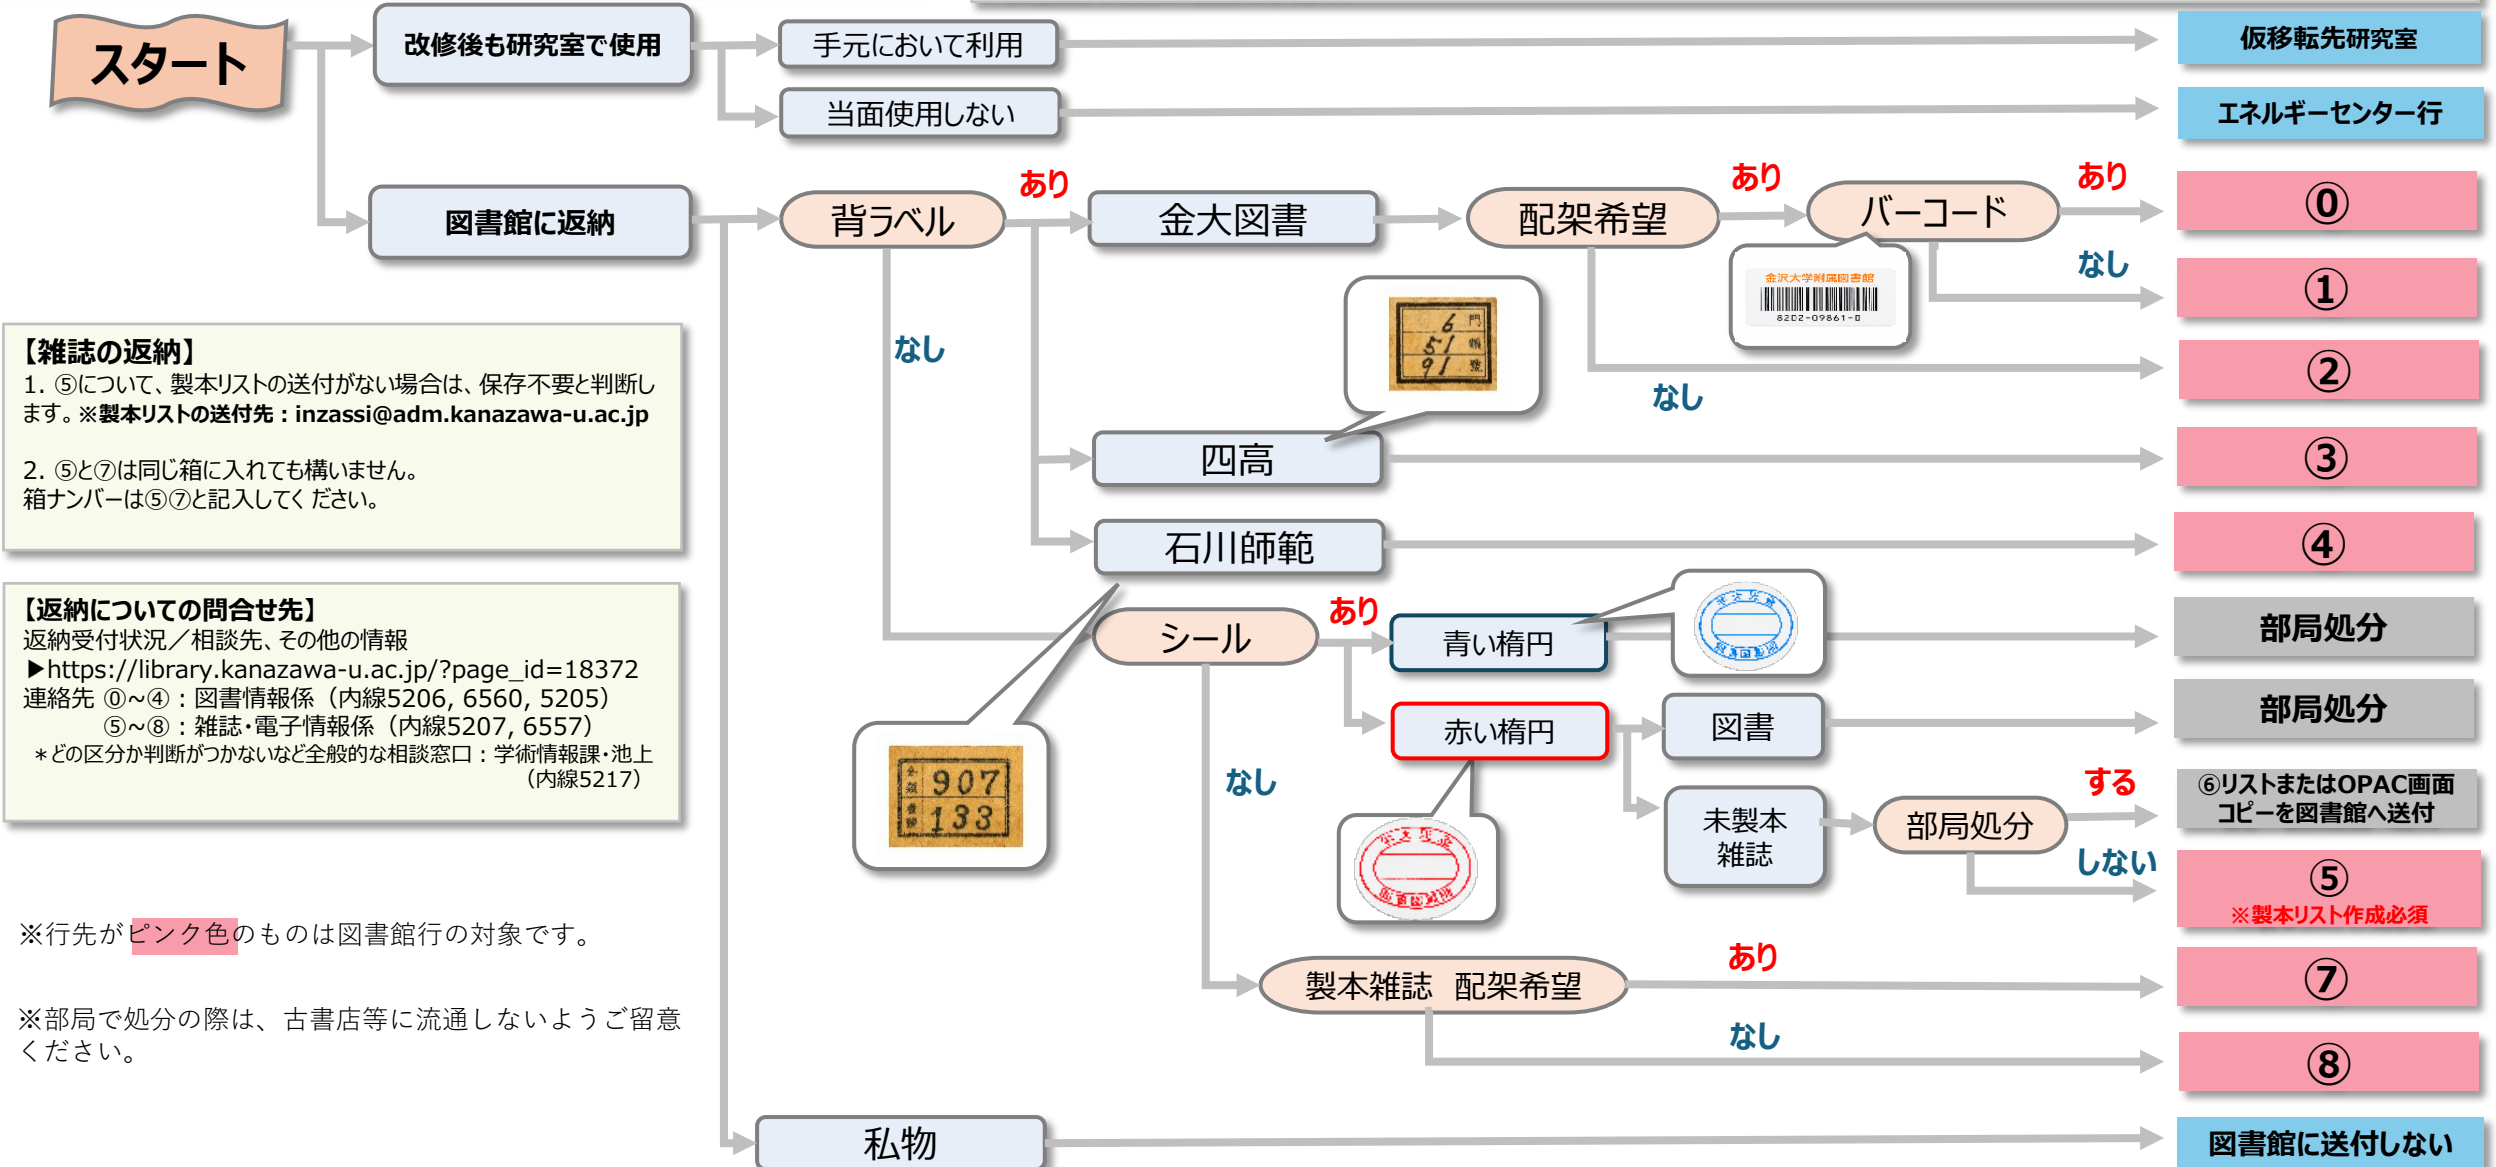 スタート
改修後も研究室で使用
手元において利用
仮移転先研究室
当面使用しない
エネルギーセンター行
図書館に返納
背ラベル
あり
金大図書
配架希望
あり
バーコード
あり
⓪
金沢大学附属図書館
8202-09861-0
なし
①
6 門
51 類
91 號
なし
②
なし
四高
③
石川師範
④
【雑誌の返納】
1. ⑤について、製本リストの送付がない場合は、保存不要と判断し
ます。※製本リストの送付先：inzassi@adm.kanazawa-u.ac.jp
2. ⑤と⑦は同じ箱に入れても構いません。
箱ナンバーは⑤⑦と記入してください。
【返納についての問合せ先】
返納受付状況／相談先、その他の情報
▶https://library.kanazawa-u.ac.jp/?page_id=18372
連絡先 ⓪~④：図書情報係（内線5206, 6560, 5205）
⑤~⑧：雑誌・電子情報係（内線5207, 6557）
＊どの区分か判断がつかないなど全般的な相談窓口：学術情報課・池上
（内線5217）
シール
あり
青い楕円
部局処分
赤い楕円
図書
部局処分
907
133
なし
未製本
雑誌
部局処分
する
⑥リストまたはOPAC画面
コピーを図書館へ送付
しない
⑤
※製本リスト作成必須
※行先がピンク色のものは図書館行の対象です。
※部局で処分の際は、古書店等に流通しないようご留意
ください。
製本雑誌　配架希望
あり
⑦
なし
⑧
私物
図書館に送付しない